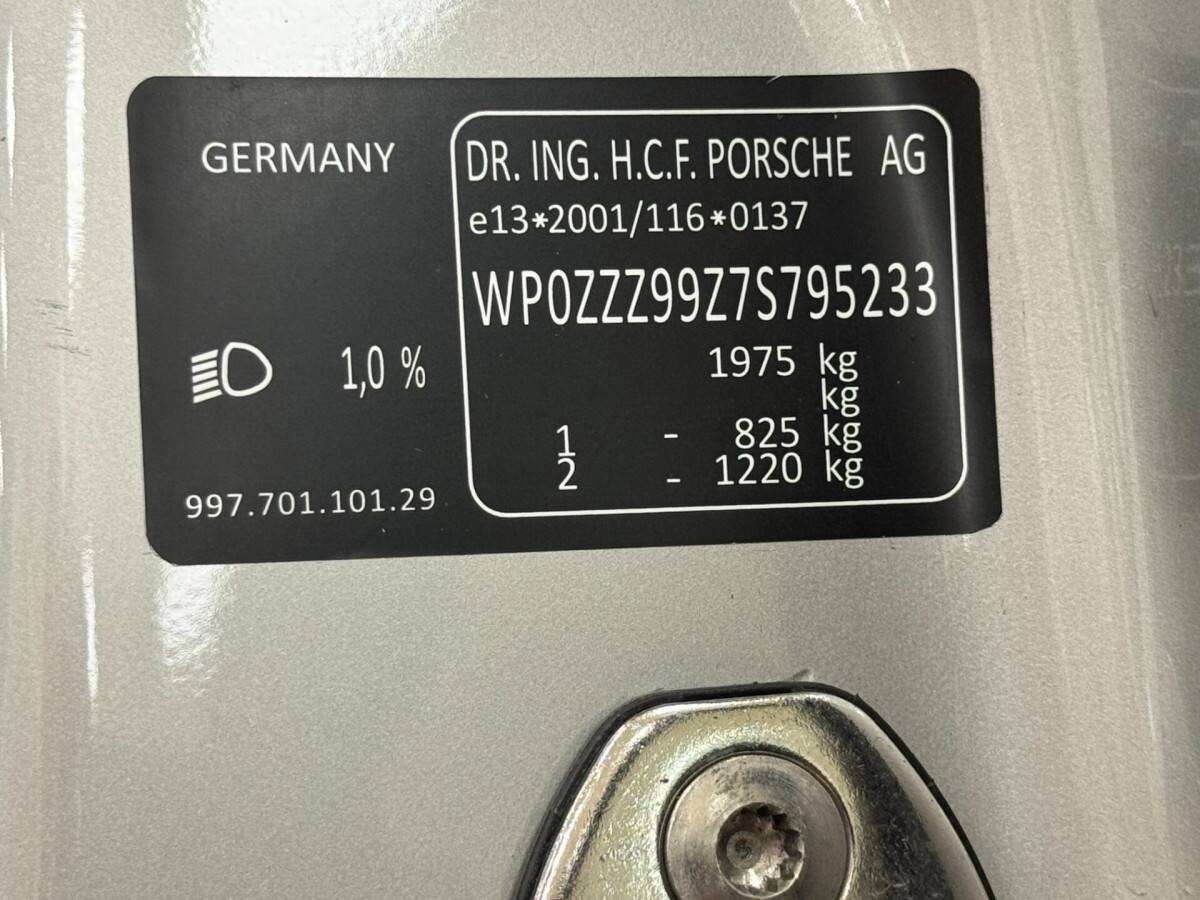 GERMANY
DR. ING. H.C.F. PORSCHE AG
e13*2001/116*0137
WP0ZZZ99Z7S795233
1975 kg
kg
1,0 %
1 - 825 kg
2 - 1220 kg
997.701.101.29